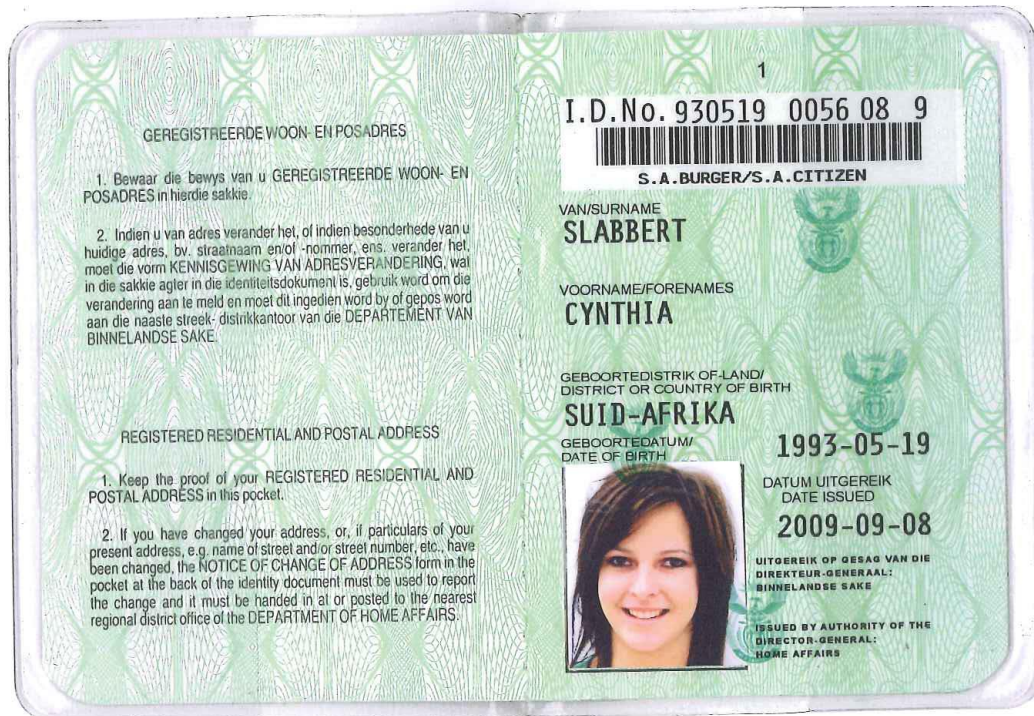 GEREGISTREERDE WOON- EN POSADRES
1. Bewaar die bewys van u GEREGISTREERDE WOON- EN
POSADRES in hierdie sakkie.
2. Indien u van adres verander het, of indien besonderhede van u
huidige adres, bv. straatnaam en/of -nommer, ens. verander het,
moet die vorm KENNISGEWING VAN ADRESVERANDERING, wat
in die sakkie agter in die identiteitsdokument is, gebruik word om die
verandering aan te meld en moet dit ingedien word by of gepos word
aan die naaste streek- distrikkantoor van die DEPARTEMENT VAN
BINNELANDSE SAKE.
REGISTERED RESIDENTIAL AND POSTAL ADDRESS
1. Keep the proof of your REGISTERED RESIDENTIAL AND
POSTAL ADDRESS in this pocket.
2. If you have changed your address, or, if particulars of your
present address, e.g. name of street and/or street number, etc., have
been changed, the NOTICE OF CHANGE OF ADDRESS form in the
pocket at the back of the identity document must be used to report
the change and it must be handed in at or posted to the nearest
regional district office of the DEPARTMENT OF HOME AFFAIRS.
1
I.D.No. 930519 0056 08 9
S.A.BURGER/S.A.CITIZEN
VAN/SURNAME
SLABBERT
VOORNAME/FORENAMES
CYNTHIA
GEBOORTEDISTRIK OF-LAND/
DISTRICT OR COUNTRY OF BIRTH
SUID-AFRIKA
GEBOORTEDATUM/
DATE OF BIRTH
1993-05-19
DATUM UITGEREIK
DATE ISSUED
2009-09-08
UITGEREIK OP GESAG VAN DIE
DIREKTEUR-GENERAAL:
BINNELANDSE SAKE
ISSUED BY AUTHORITY OF THE
DIRECTOR-GENERAL:
HOME AFFAIRS